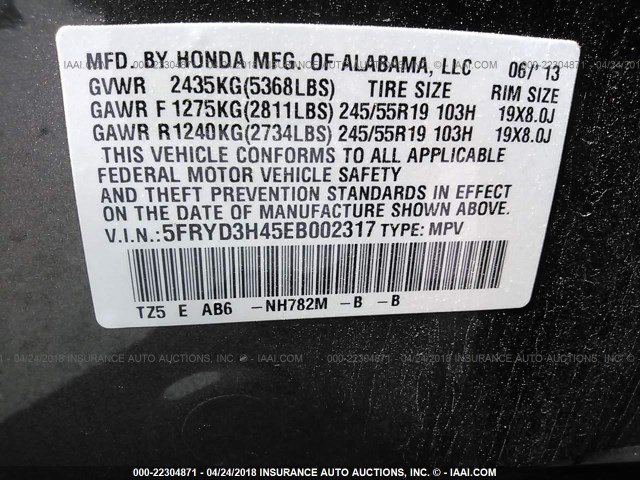 MFD. BY HONDA MFG. OF ALABAMA, LLC 06/'13
GVWR 2435KG(5368LBS) TIRE SIZE RIM SIZE
GAWR F 1275KG(2811LBS) 245/55R19 103H 19X8.0J
GAWR R1240KG(2734LBS) 245/55R19 103H 19X8.0J
THIS VEHICLE CONFORMS TO ALL APPLICABLE
FEDERAL MOTOR VEHICLE SAFETY
AND THEFT PREVENTION STANDARDS IN EFFECT
ON THE DATE OF MANUFACTURE SHOWN ABOVE.
V.I.N.:5FRYD3H45EB002317 TYPE: MPV
TZ5 E AB6 -NH782M -B -B
000-22304871 - 04/24/2018 INSURANCE AUTO AUCTIONS, INC. - © - IAAI.COM